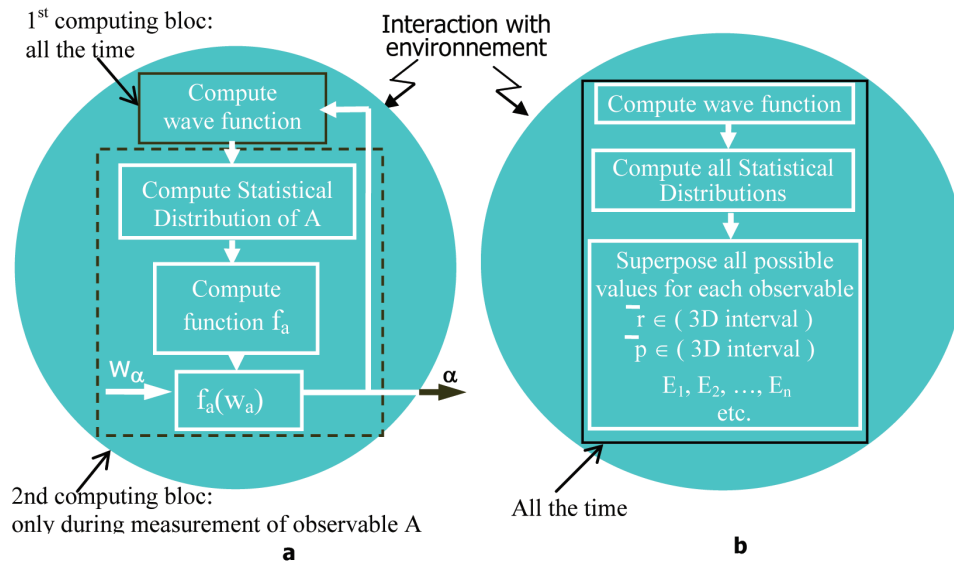 1st computing bloc:
all the time
Interaction with
environnement
Compute
wave function
Compute Statistical
Distribution of A
Compute
function fa
Wα
fa(wa)
α
2nd computing bloc:
only during measurement of observable A
a
Compute wave function
Compute all Statistical
Distributions
Superpose all possible
values for each observable
r̅ ∈ ( 3D interval )
p̅ ∈ ( 3D interval )
E1, E2, …, En
etc.
All the time
b